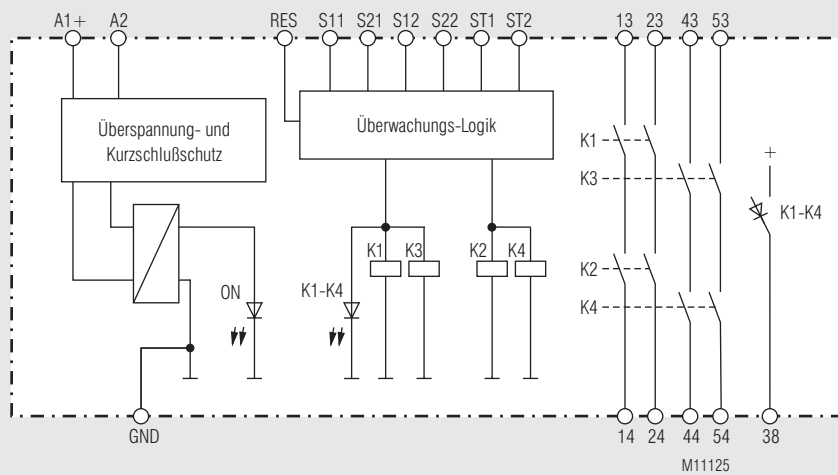 A1+ A2 RES S11 S21 S12 S22 ST1 ST2 13 23 43 53
Überspannung- und
Kurzschlußschutz
Überwachungs-Logik
K1
K3
+
K1-K4
K1 K3 K2 K4
K2
ON K1-K4
K4
GND 14 24 44 54 38
M11125